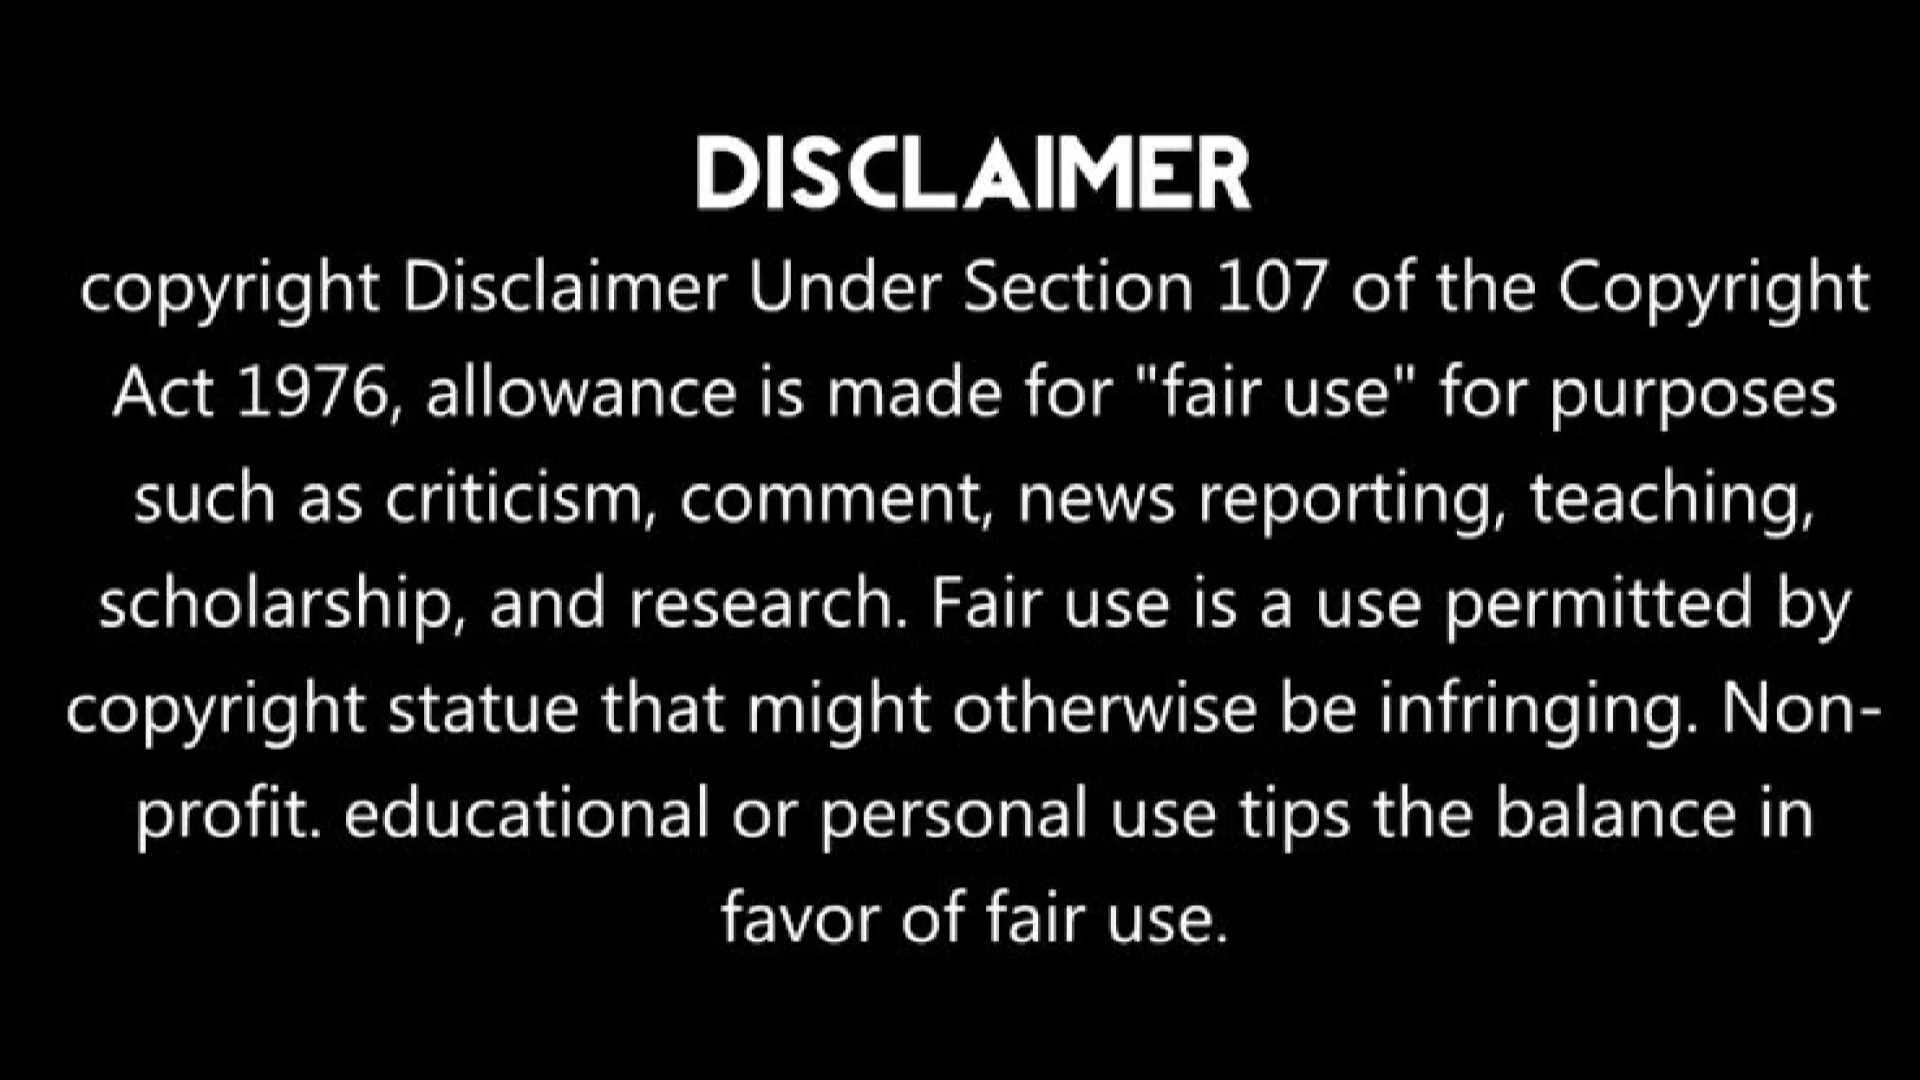 DISCLAIMER
copyright Disclaimer Under Section 107 of the Copyright
Act 1976, allowance is made for "fair use" for purposes
such as criticism, comment, news reporting, teaching,
scholarship, and research. Fair use is a use permitted by
copyright statue that might otherwise be infringing. Non-
profit. educational or personal use tips the balance in
favor of fair use.